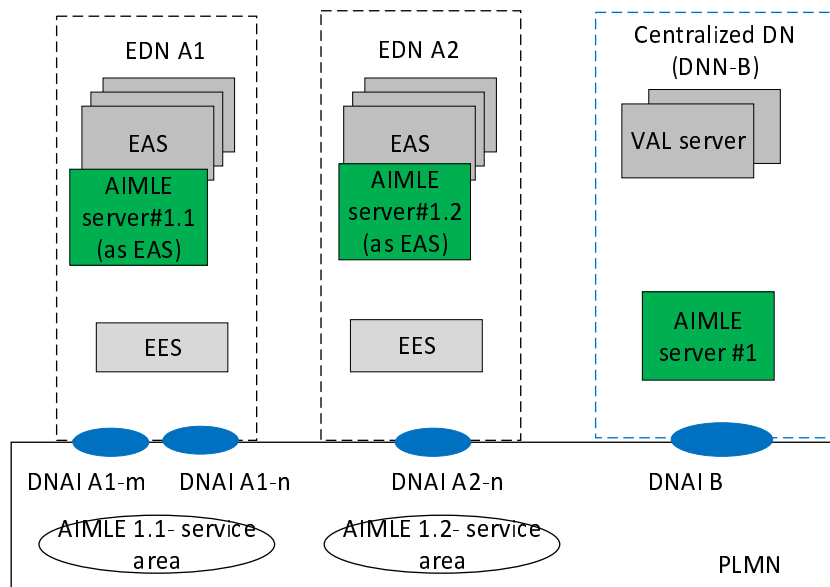 EDN A1
EAS
AIMLE
server#1.1
(as EAS)
EES
EDN A2
EAS
AIMLE
server#1.2
(as EAS)
EES
Centralized DN
(DNN-B)
VAL server
AIMLE
server #1
DNAI A1-m
DNAI A1-n
DNAI A2-n
DNAI B
AIMLE 1.1- service
area
AIMLE 1.2- service
area
PLMN